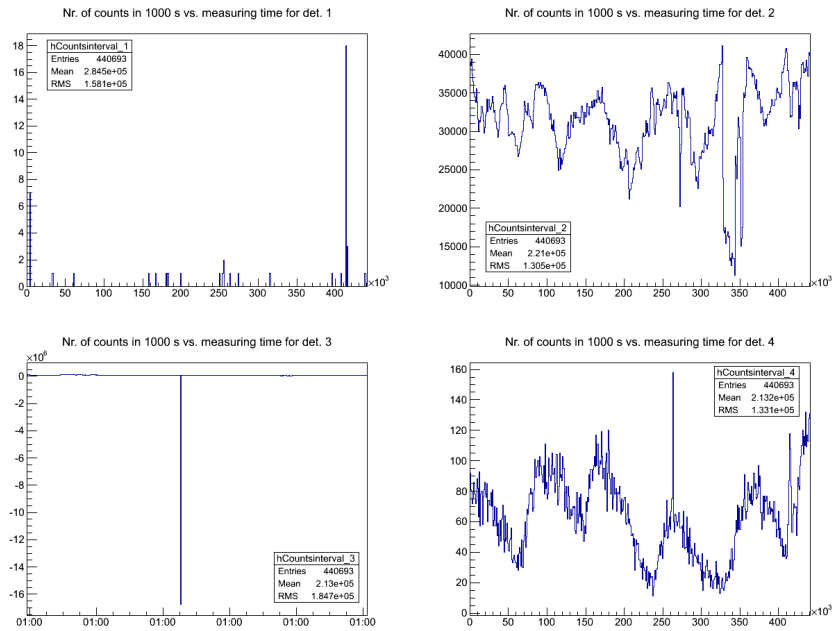 Nr. of counts in 1000 s vs. measuring time for det. 1
hCountsinterval_1
Entries 440693
Mean 2.845e+05
RMS 1.581e+05
18
16
14
12
10
8
6
4
2
0
0 50 100 150 200 250 300 350 400 ×10³
Nr. of counts in 1000 s vs. measuring time for det. 2
hCountsinterval_2
Entries 440693
Mean 2.21e+05
RMS 1.305e+05
40000
35000
30000
25000
20000
15000
10000
0 50 100 150 200 250 300 350 400 ×10³
Nr. of counts in 1000 s vs. measuring time for det. 3
×10⁶
0
-2
-4
-6
-8
-10
-12
-14
-16
hCountsinterval_3
Entries 440693
Mean 2.13e+05
RMS 1.847e+05
01:00 01:00 01:00 01:00 01:00 01:00
Nr. of counts in 1000 s vs. measuring time for det. 4
hCountsinterval_4
Entries 440693
Mean 2.132e+05
RMS 1.331e+05
160
140
120
100
80
60
40
20
0
0 50 100 150 200 250 300 350 400 ×10³